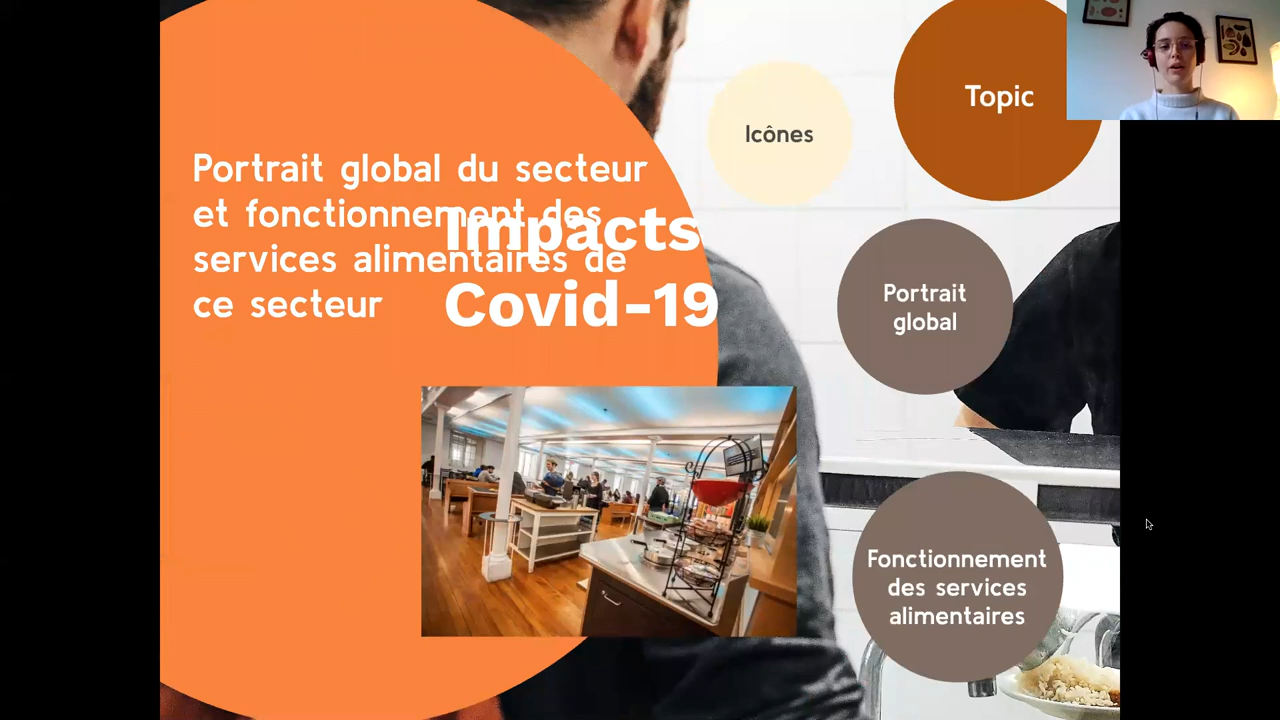 Portrait global du secteur
et fonctionnement des
services alimentaires de
ce secteur
Impacts
Covid-19
Icônes
Topic
Portrait
global
Fonctionnement
des services
alimentaires